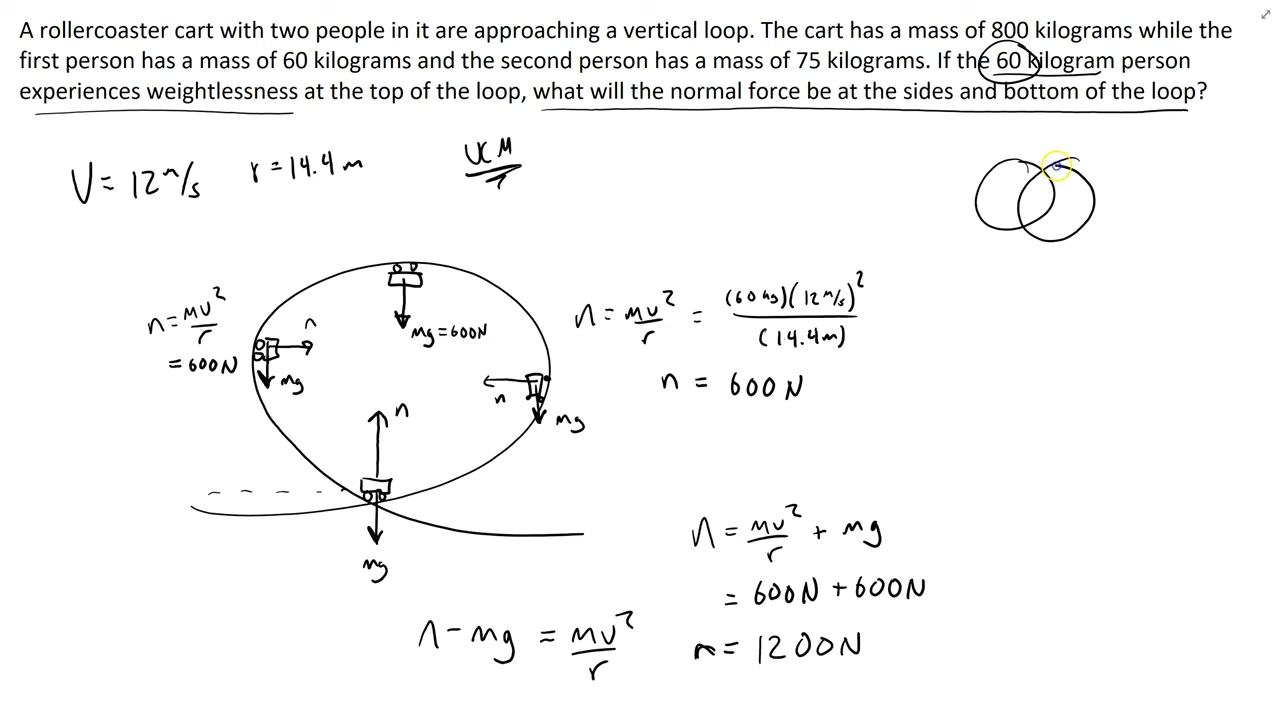 A rollercoaster cart with two people in it are approaching a vertical loop. The cart has a mass of 800 kilograms while the
first person has a mass of 60 kilograms and the second person has a mass of 75 kilograms. If the 60 kilogram person
experiences weightlessness at the top of the loop, what will the normal force be at the sides and bottom of the loop?
V = 12 m/s r = 14.4 m UCM
n = mv²/r
= 600N
n
mg
mg = 600N
n
mg
n = mv²/r = (60 kg)(12 m/s)²/(14.4m)
n = 600N
n
mg
n = mv²/r + mg
= 600N + 600N
n = 1200N
n - mg = mv²/r